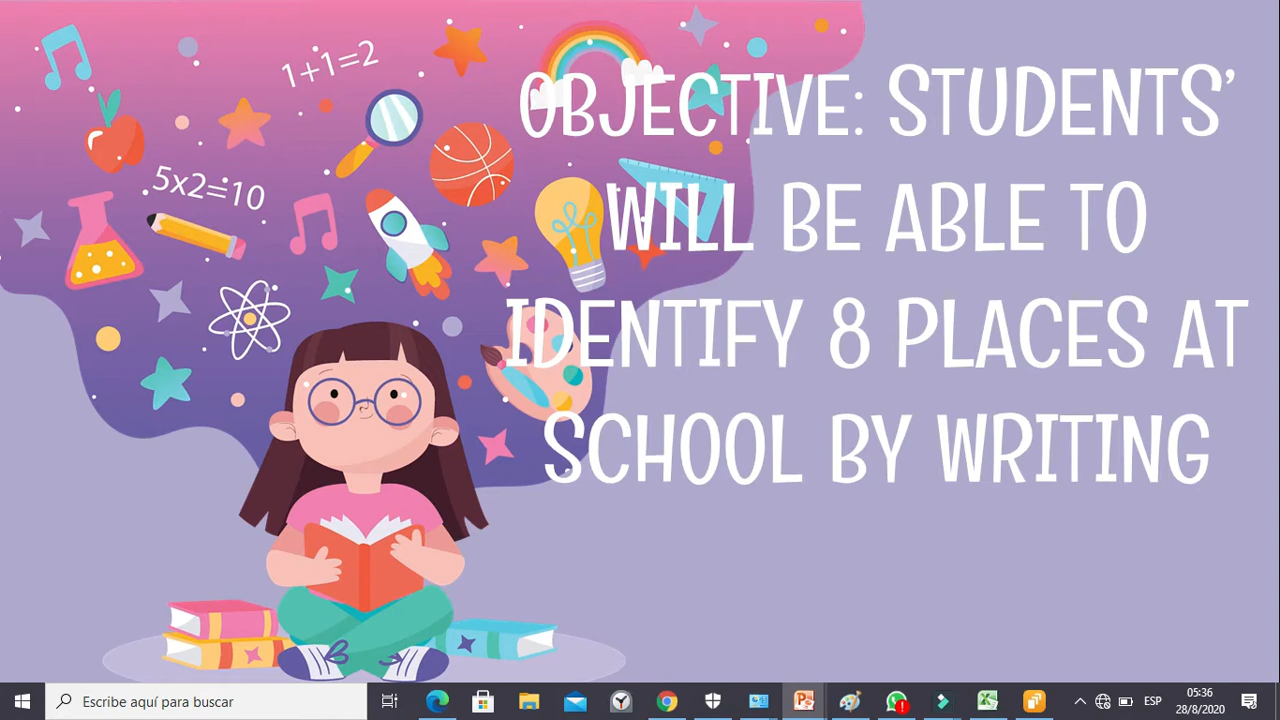 1+1=2
OBJECTIVE: STUDENTS'
5x2=10
WILL BE ABLE TO
IDENTIFY 8 PLACES AT
SCHOOL BY WRITING
Escribe aquí para buscar
ESP
05:36
28/8/2020